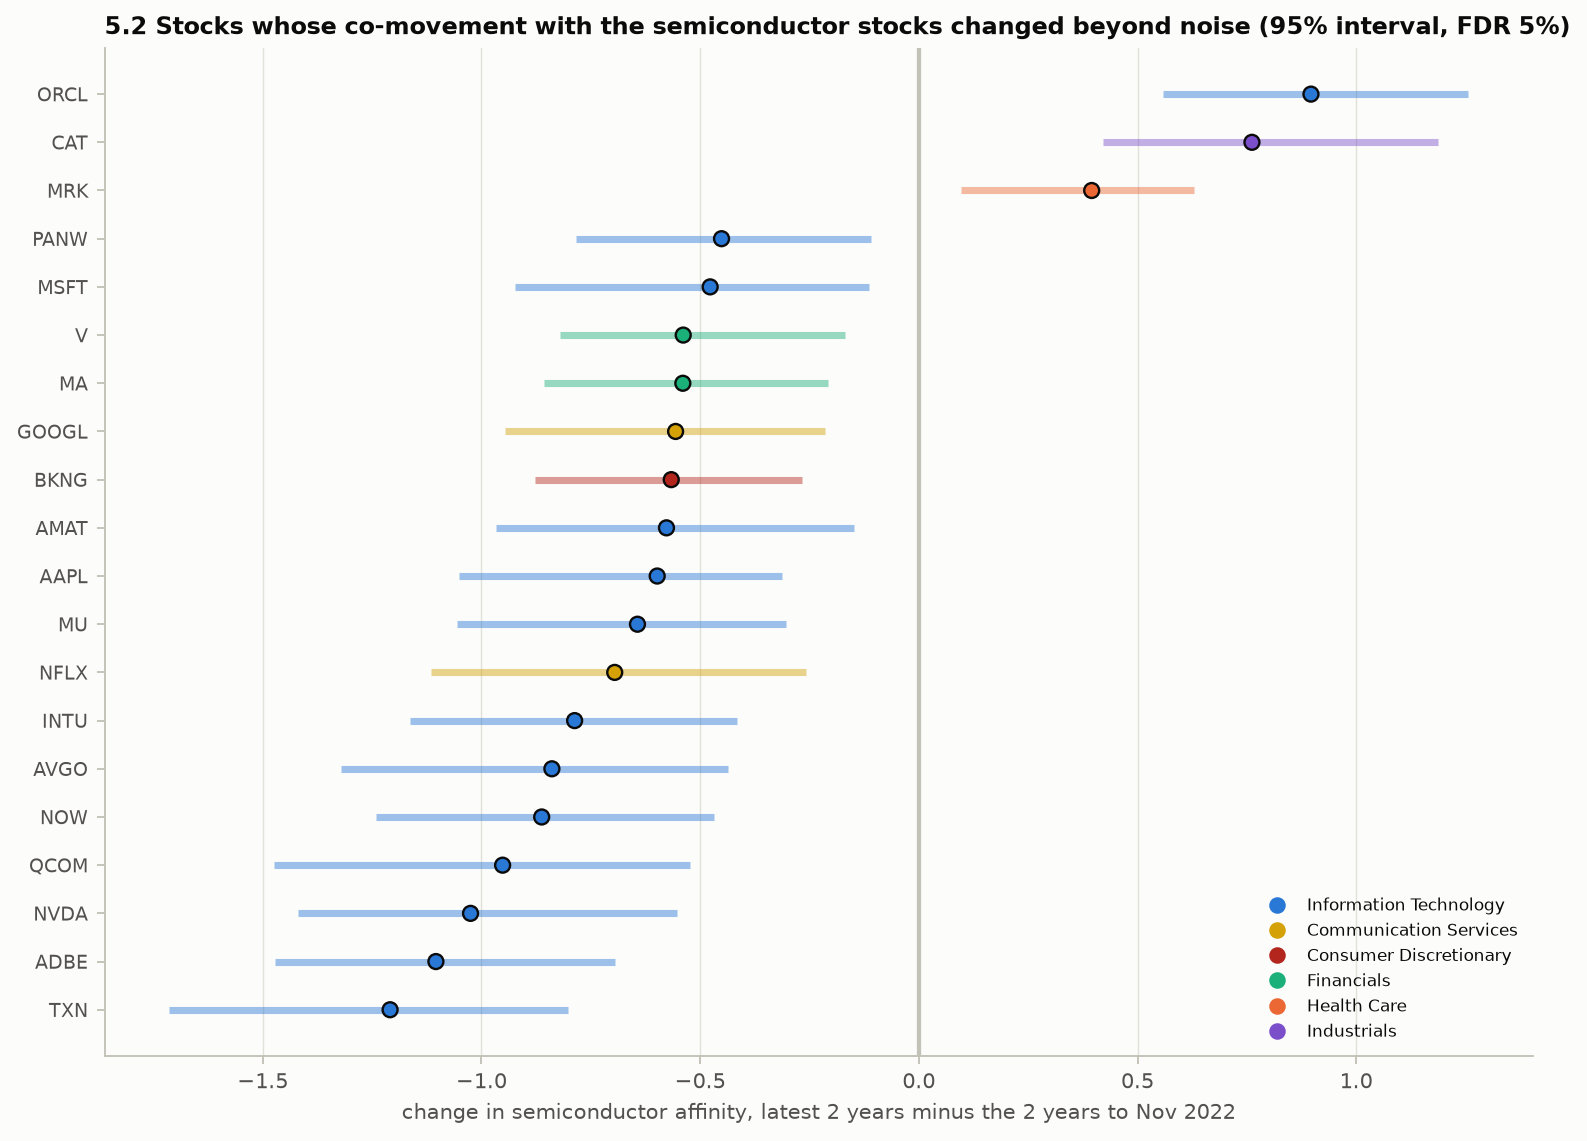 5.2 Stocks whose co-movement with the semiconductor stocks changed beyond noise (95% interval, FDR 5%)
ORCL
CAT
MRK
PANW
MSFT
V
MA
GOOGL
BKNG
AMAT
AAPL
MU
NFLX
INTU
AVGO
NOW
QCOM
NVDA
ADBE
TXN
Information Technology
Communication Services
Consumer Discretionary
Financials
Health Care
Industrials
−1.5 −1.0 −0.5 0.0 0.5 1.0
change in semiconductor affinity, latest 2 years minus the 2 years to Nov 2022